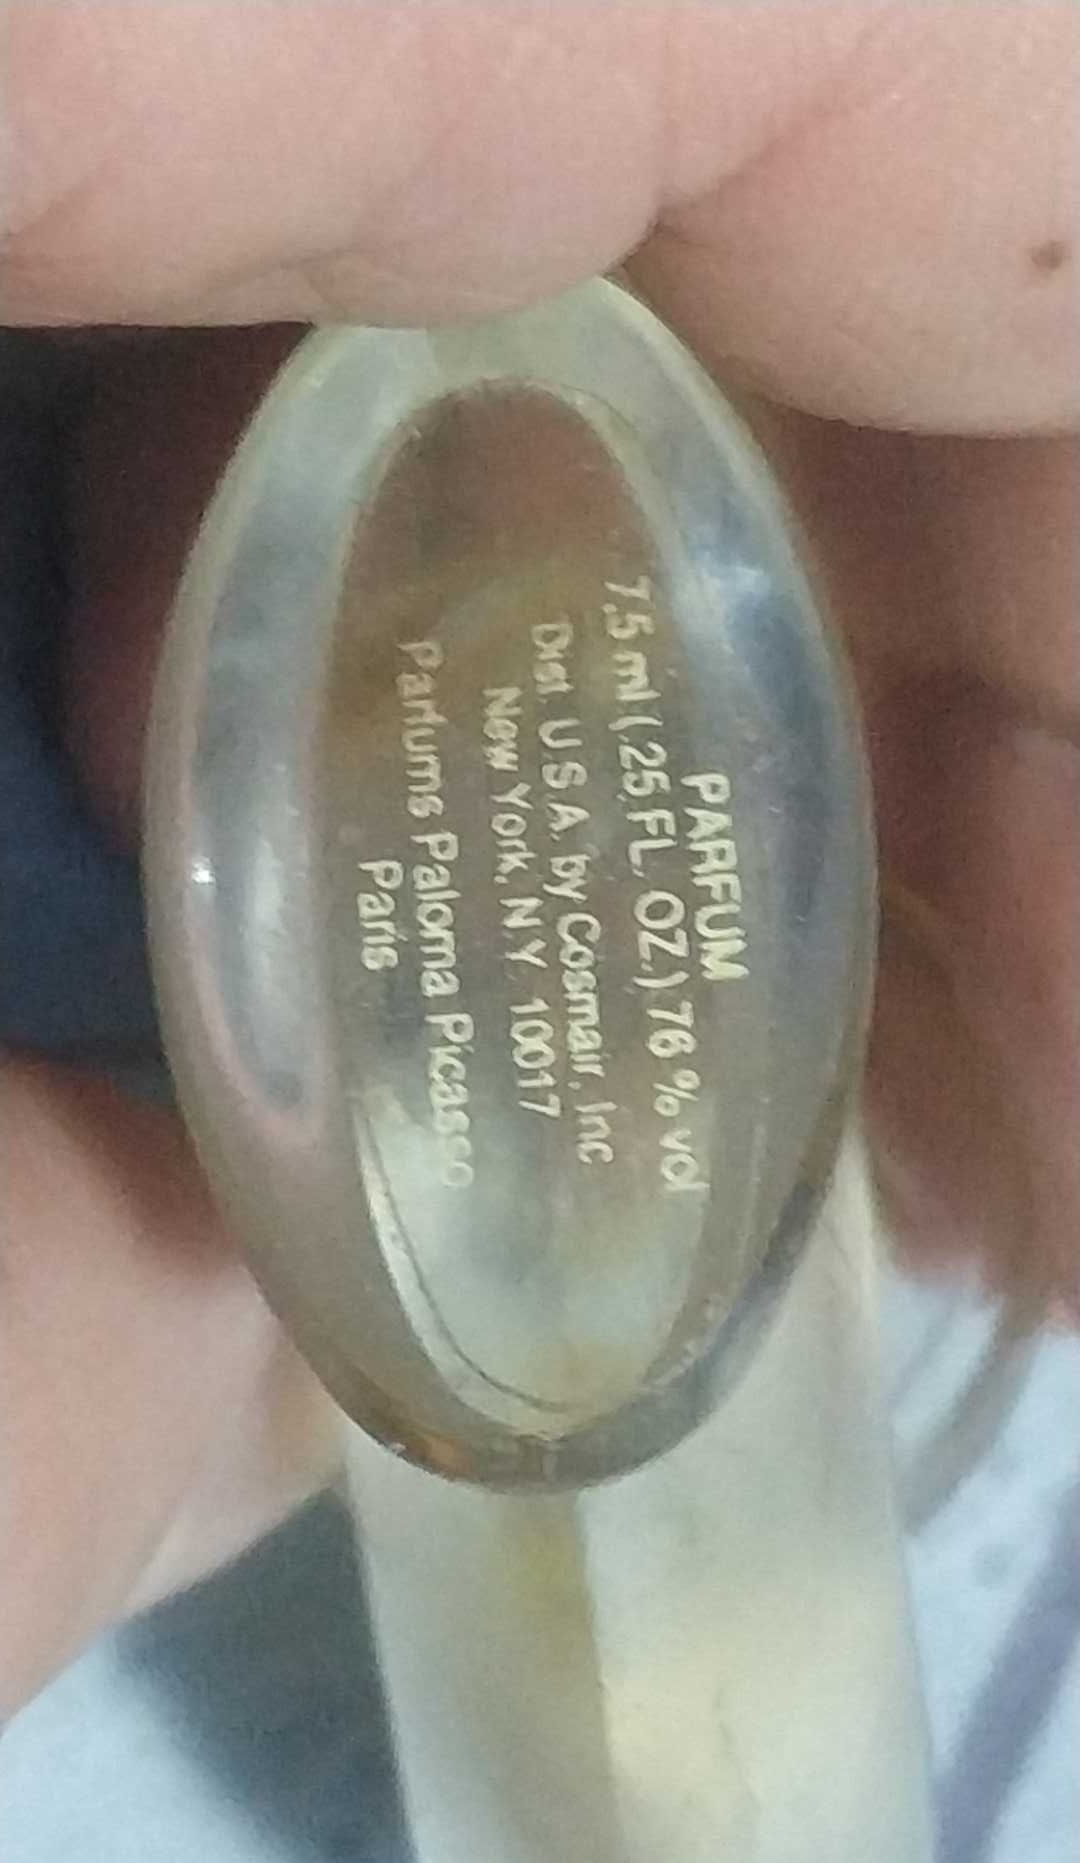 PARFUM
7,5 ml (.25 FL. OZ.) 76 % vol
Dist. U.S.A. by Cosmair, Inc
New York, N.Y. 10017
Parfums Paloma Picasso
Paris